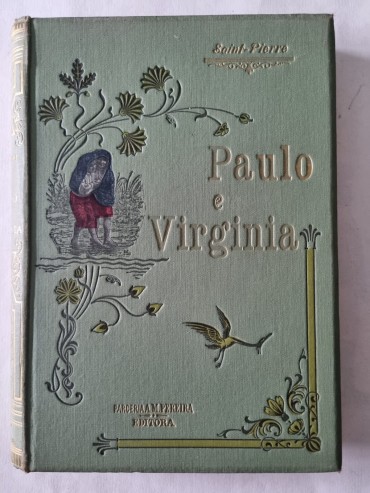 Saint-Pierre
Paulo
e
Virginia
PARCERIA A. M. PEREIRA
EDITORA